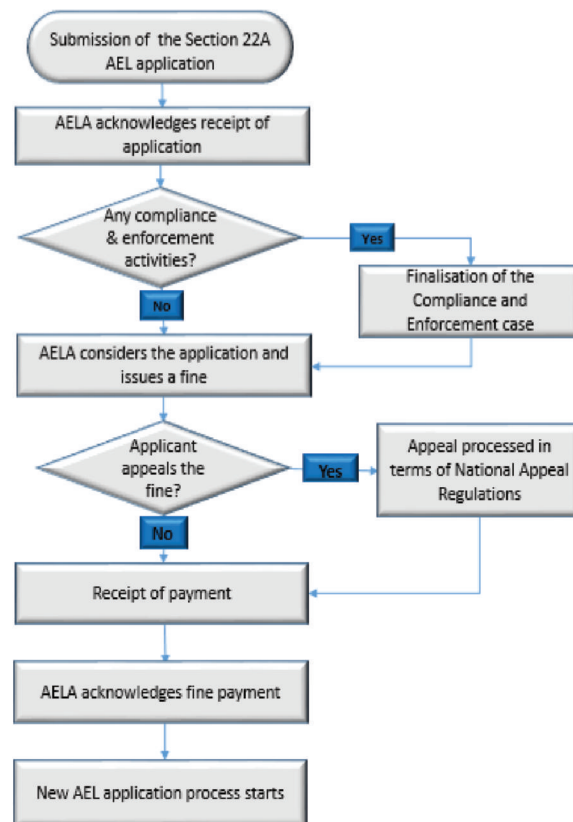 Submission of the Section 22A
AEL application
AELA acknowledges receipt of
application
Any compliance
& enforcement
activities?
Yes
Finalisation of the
Compliance and
Enforcement case
No
AELA considers the application and
issues a fine
Applicant
appeals the
fine?
Yes
Appeal processed in
terms of National Appeal
Regulations
No
Receipt of payment
AELA acknowledges fine payment
New AEL application process starts